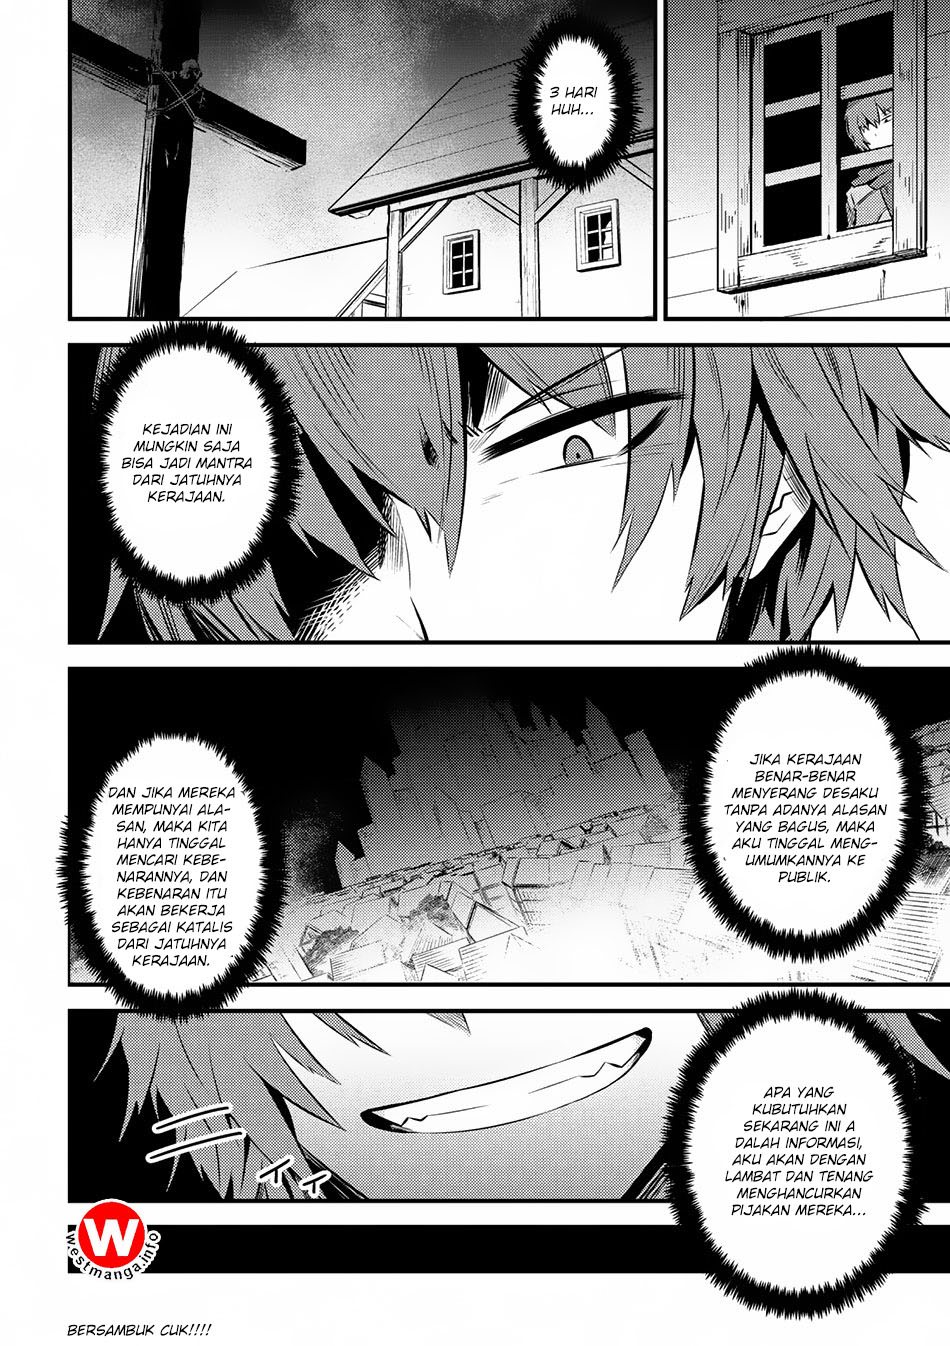 3 HARI
HUH...
KEJADIAN INI
MUNGKIN SAJA
BISA JADI MANTRA
DARI JATUHNYA
KERAJAAN.
JIKA KERAJAAN
BENAR-BENAR
MENYERANG DESAKU
TANPA ADANYA ALASAN
YANG BAGUS, MAKA
AKU TINGGAL MENG-
UMUMKANNYA KE
PUBLIK.
DAN JIKA MEREKA
MEMPUNYAI ALA-
SAN, MAKA KITA
HANYA TINGGAL
MENCARI KEBE-
NARANNYA, DAN
KEBENARAN ITU
AKAN BEKERJA
SEBAGAI KATALIS
DARI JATUHNYA
KERAJAAN.
APA YANG
KUBUTUHKAN
SEKARANG INI A
DALAH INFORMASI,
AKU AKAN DENGAN
LAMBAT DAN TENANG
MENGHANCURKAN
PIJAKAN MEREKA...
ニィィ
W
westmanga.info
BERSAMBUK CUK!!!!